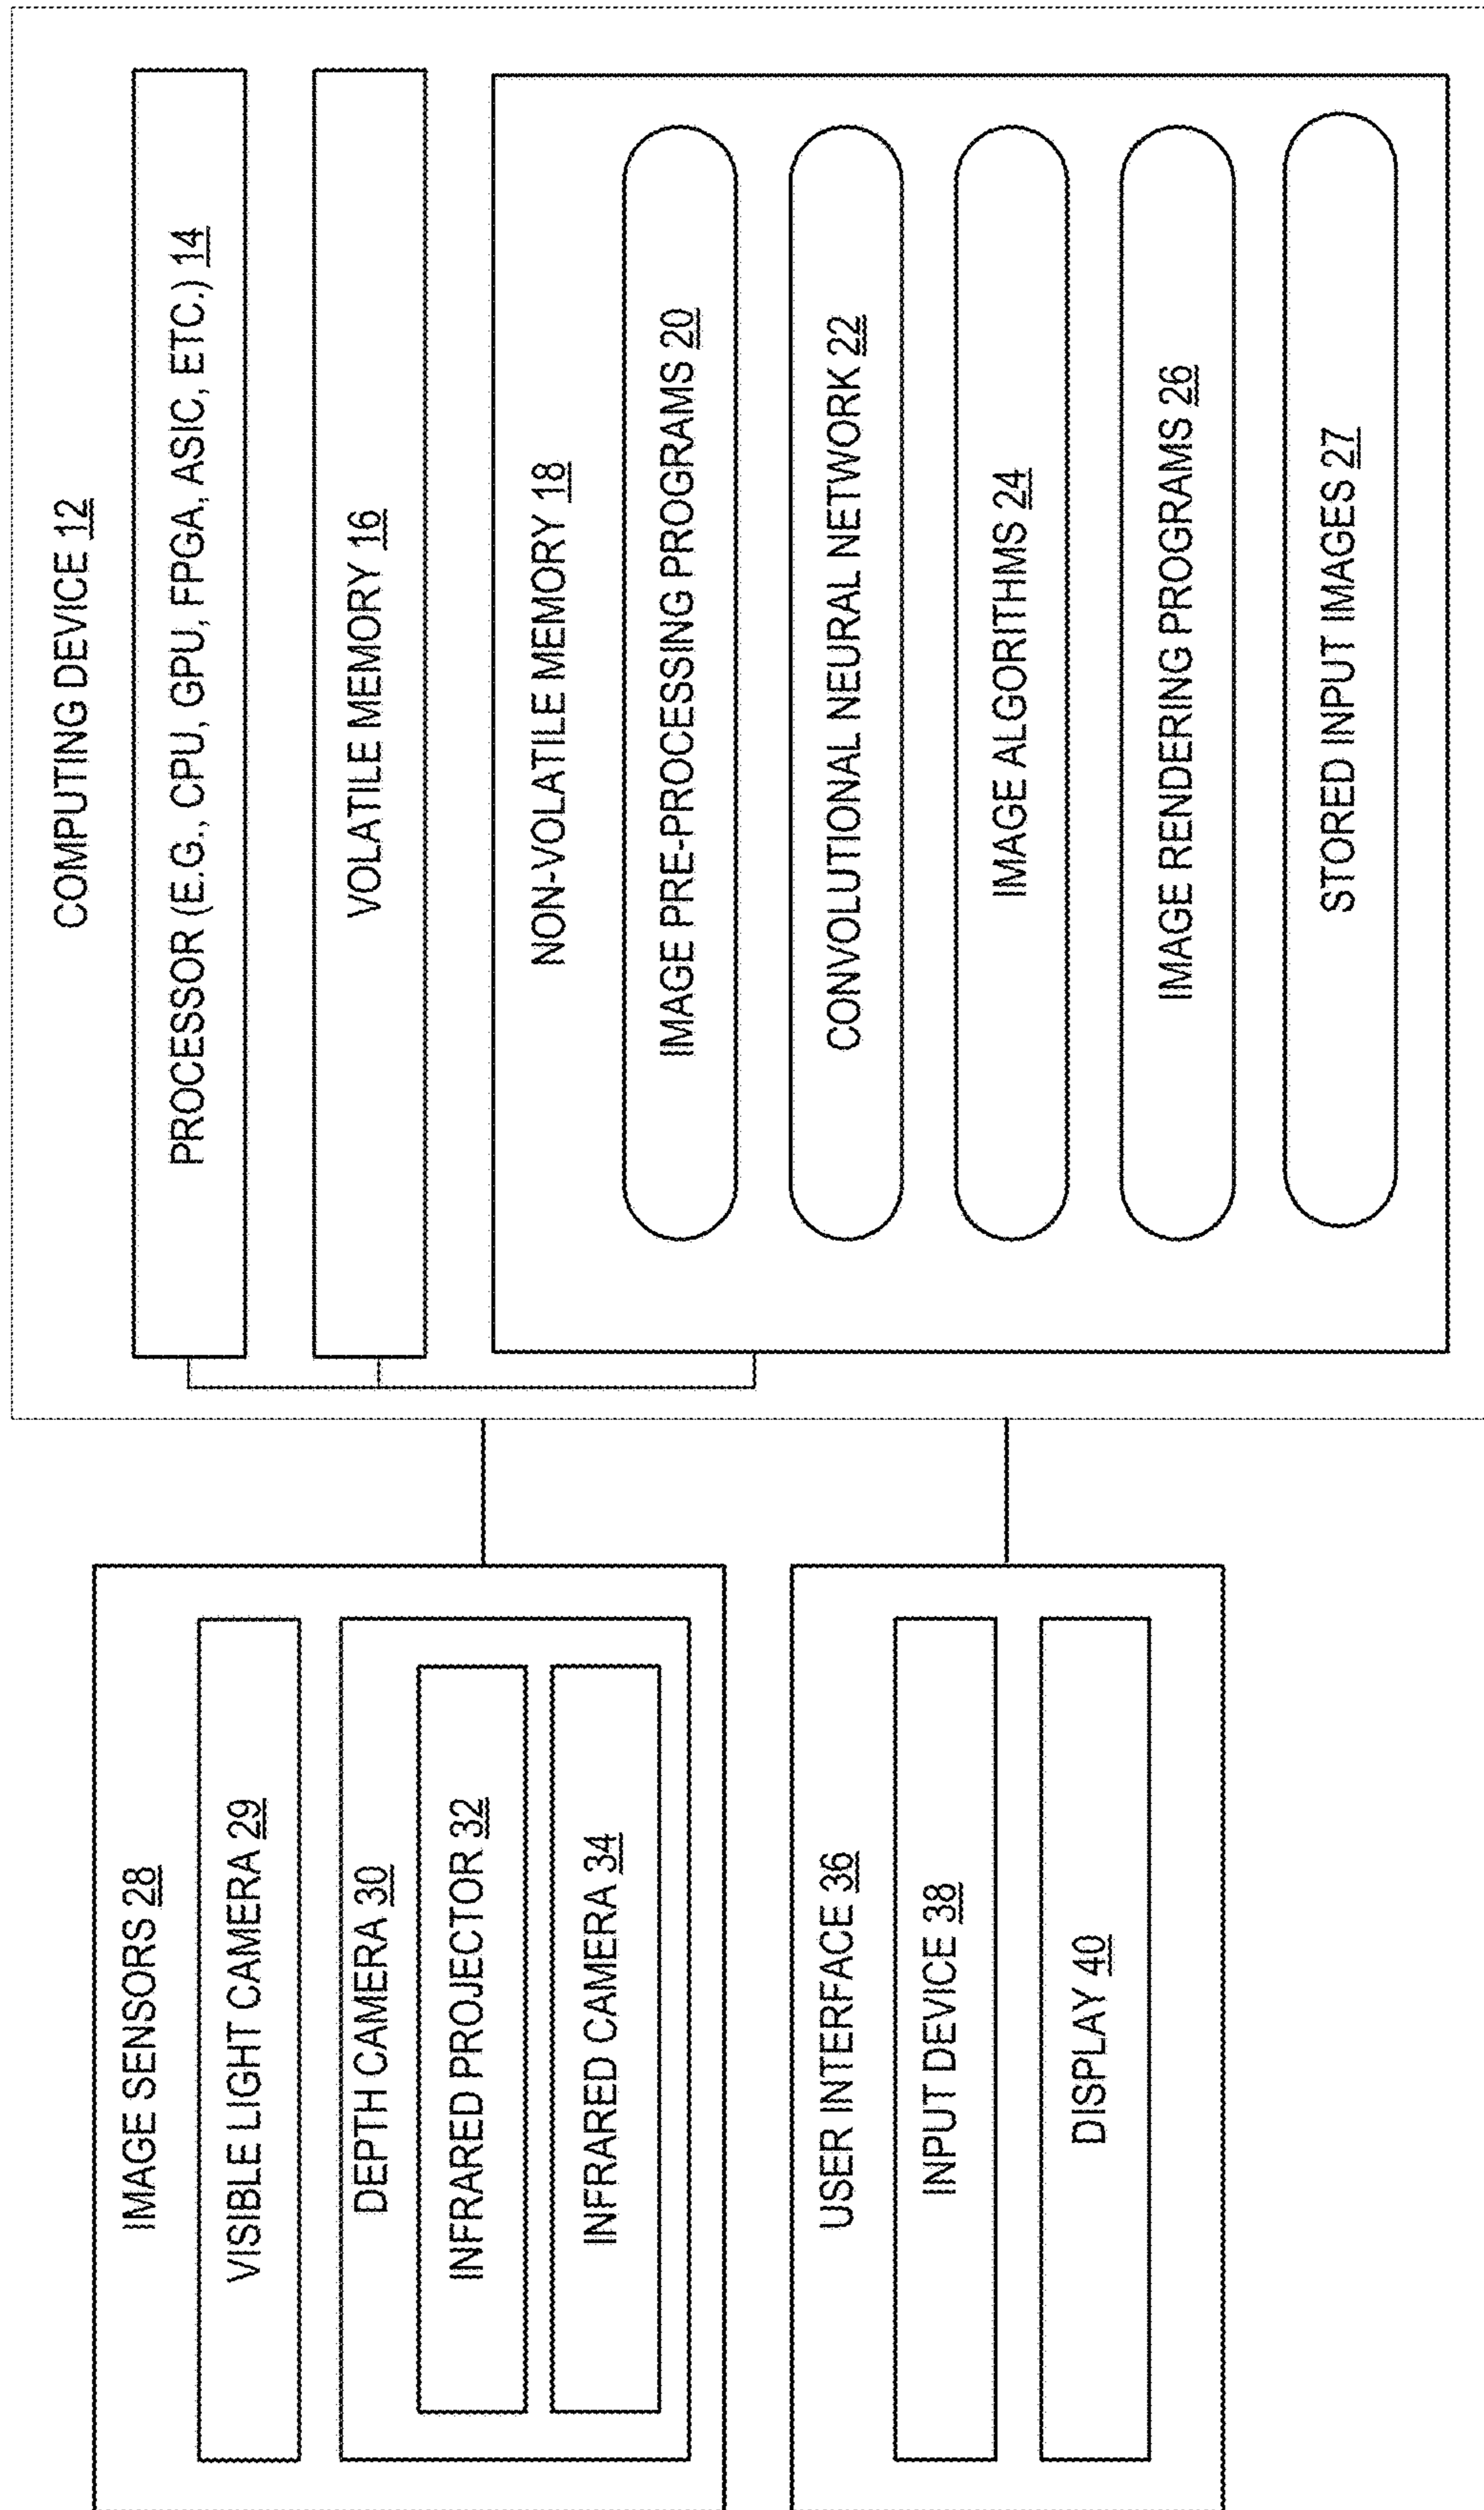 IMAGE SENSORS 28
VISIBLE LIGHT CAMERA 29
DEPTH CAMERA 30
INFRARED PROJECTOR 32
INFRARED CAMERA 34
USER INTERFACE 36
INPUT DEVICE 38
DISPLAY 40
COMPUTING DEVICE 12
PROCESSOR (E.G., CPU, GPU, FPGA, ASIC, ETC.) 14
VOLATILE MEMORY 16
NON-VOLATILE MEMORY 18
IMAGE PRE-PROCESSING PROGRAMS 20
CONVOLUTIONAL NEURAL NETWORK 22
IMAGE ALGORITHMS 24
IMAGE RENDERING PROGRAMS 26
STORED INPUT IMAGES 27